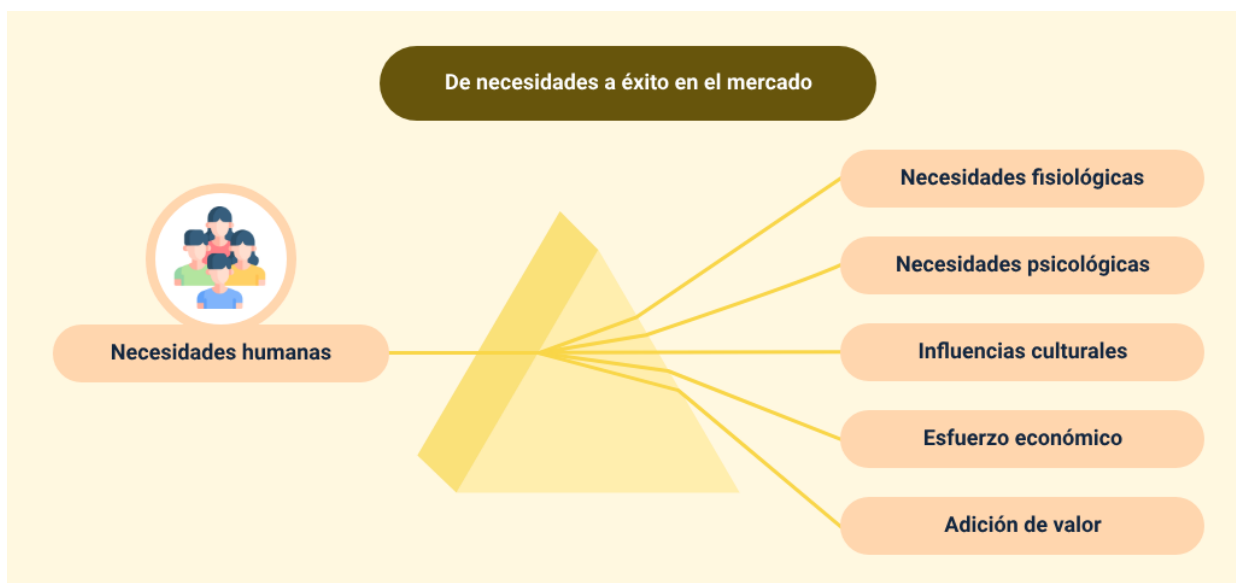 De necesidades a éxito en el mercado
Necesidades humanas
Necesidades fisiológicas
Necesidades psicológicas
Influencias culturales
Esfuerzo económico
Adición de valor